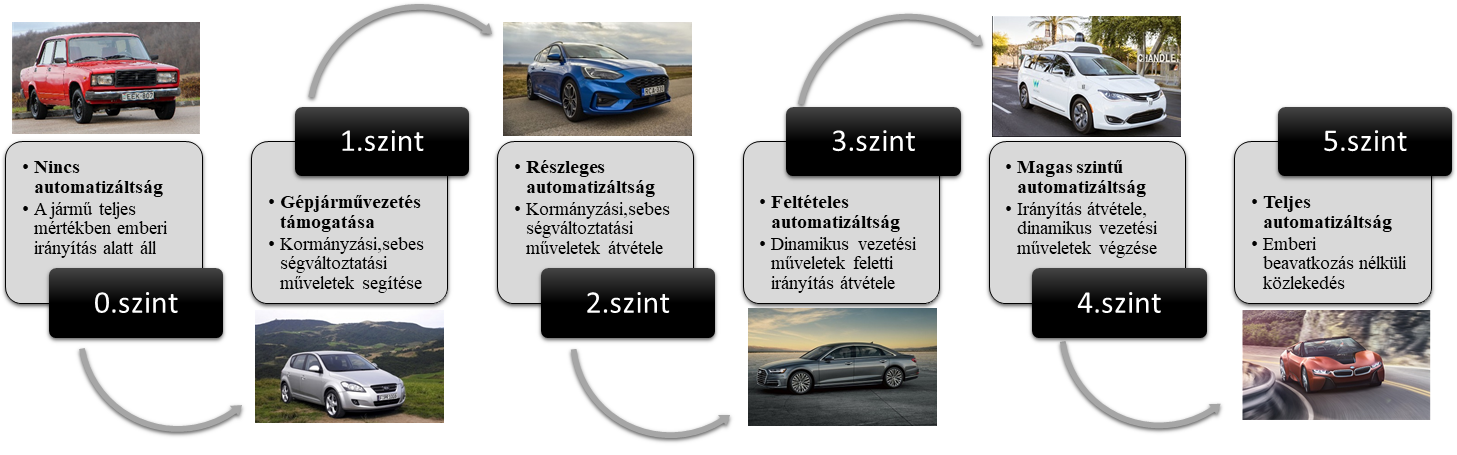 • Nincs
automatizáltság
• A jármű teljes
mértékben emberi
irányítás alatt áll
0.szint
1.szint
• Gépjárművezetés
támogatása
• Kormányzási,sebes
ségváltoztatási
műveletek segítése
• Részleges
automatizáltság
• Kormányzási,sebes
ségváltoztatási
műveletek átvétele
2.szint
3.szint
• Feltételes
automatizáltság
• Dinamikus vezetési
műveletek feletti
irányítás átvétele
CHANDLE
• Magas szintű
automatizáltság
• Irányítás átvétele,
dinamikus vezetési
műveletek végzése
4.szint
5.szint
• Teljes
automatizáltság
• Emberi
beavatkozás nélküli
közlekedés